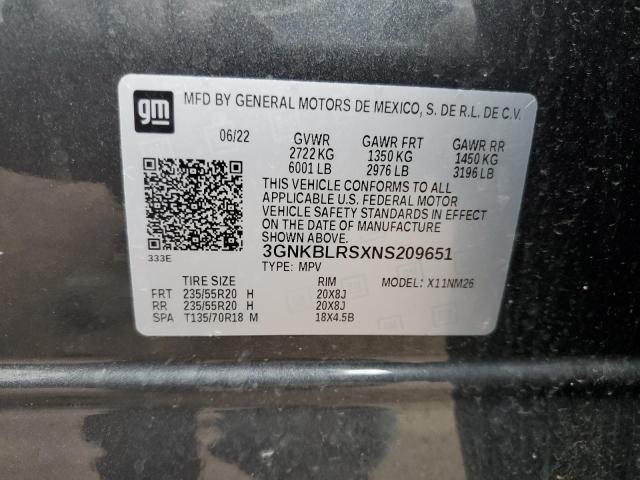 gm
MFD BY GENERAL MOTORS DE MEXICO, S. DE R.L. DE C.V.
06/22 GVWR GAWR FRT GAWR RR
2722 KG 1350 KG 1450 KG
6001 LB 2976 LB 3196 LB
THIS VEHICLE CONFORMS TO ALL
APPLICABLE U.S. FEDERAL MOTOR
VEHICLE SAFETY STANDARDS IN EFFECT
ON THE DATE OF MANUFACTURE
SHOWN ABOVE.
3GNKBLRSXNS209651
333E TYPE: MPV MODEL: X11NM26
TIRE SIZE RIM
FRT 235/55R20 H 20X8J
RR 235/55R20 H 20X8J
SPA T135/70R18 M 18X4.5B